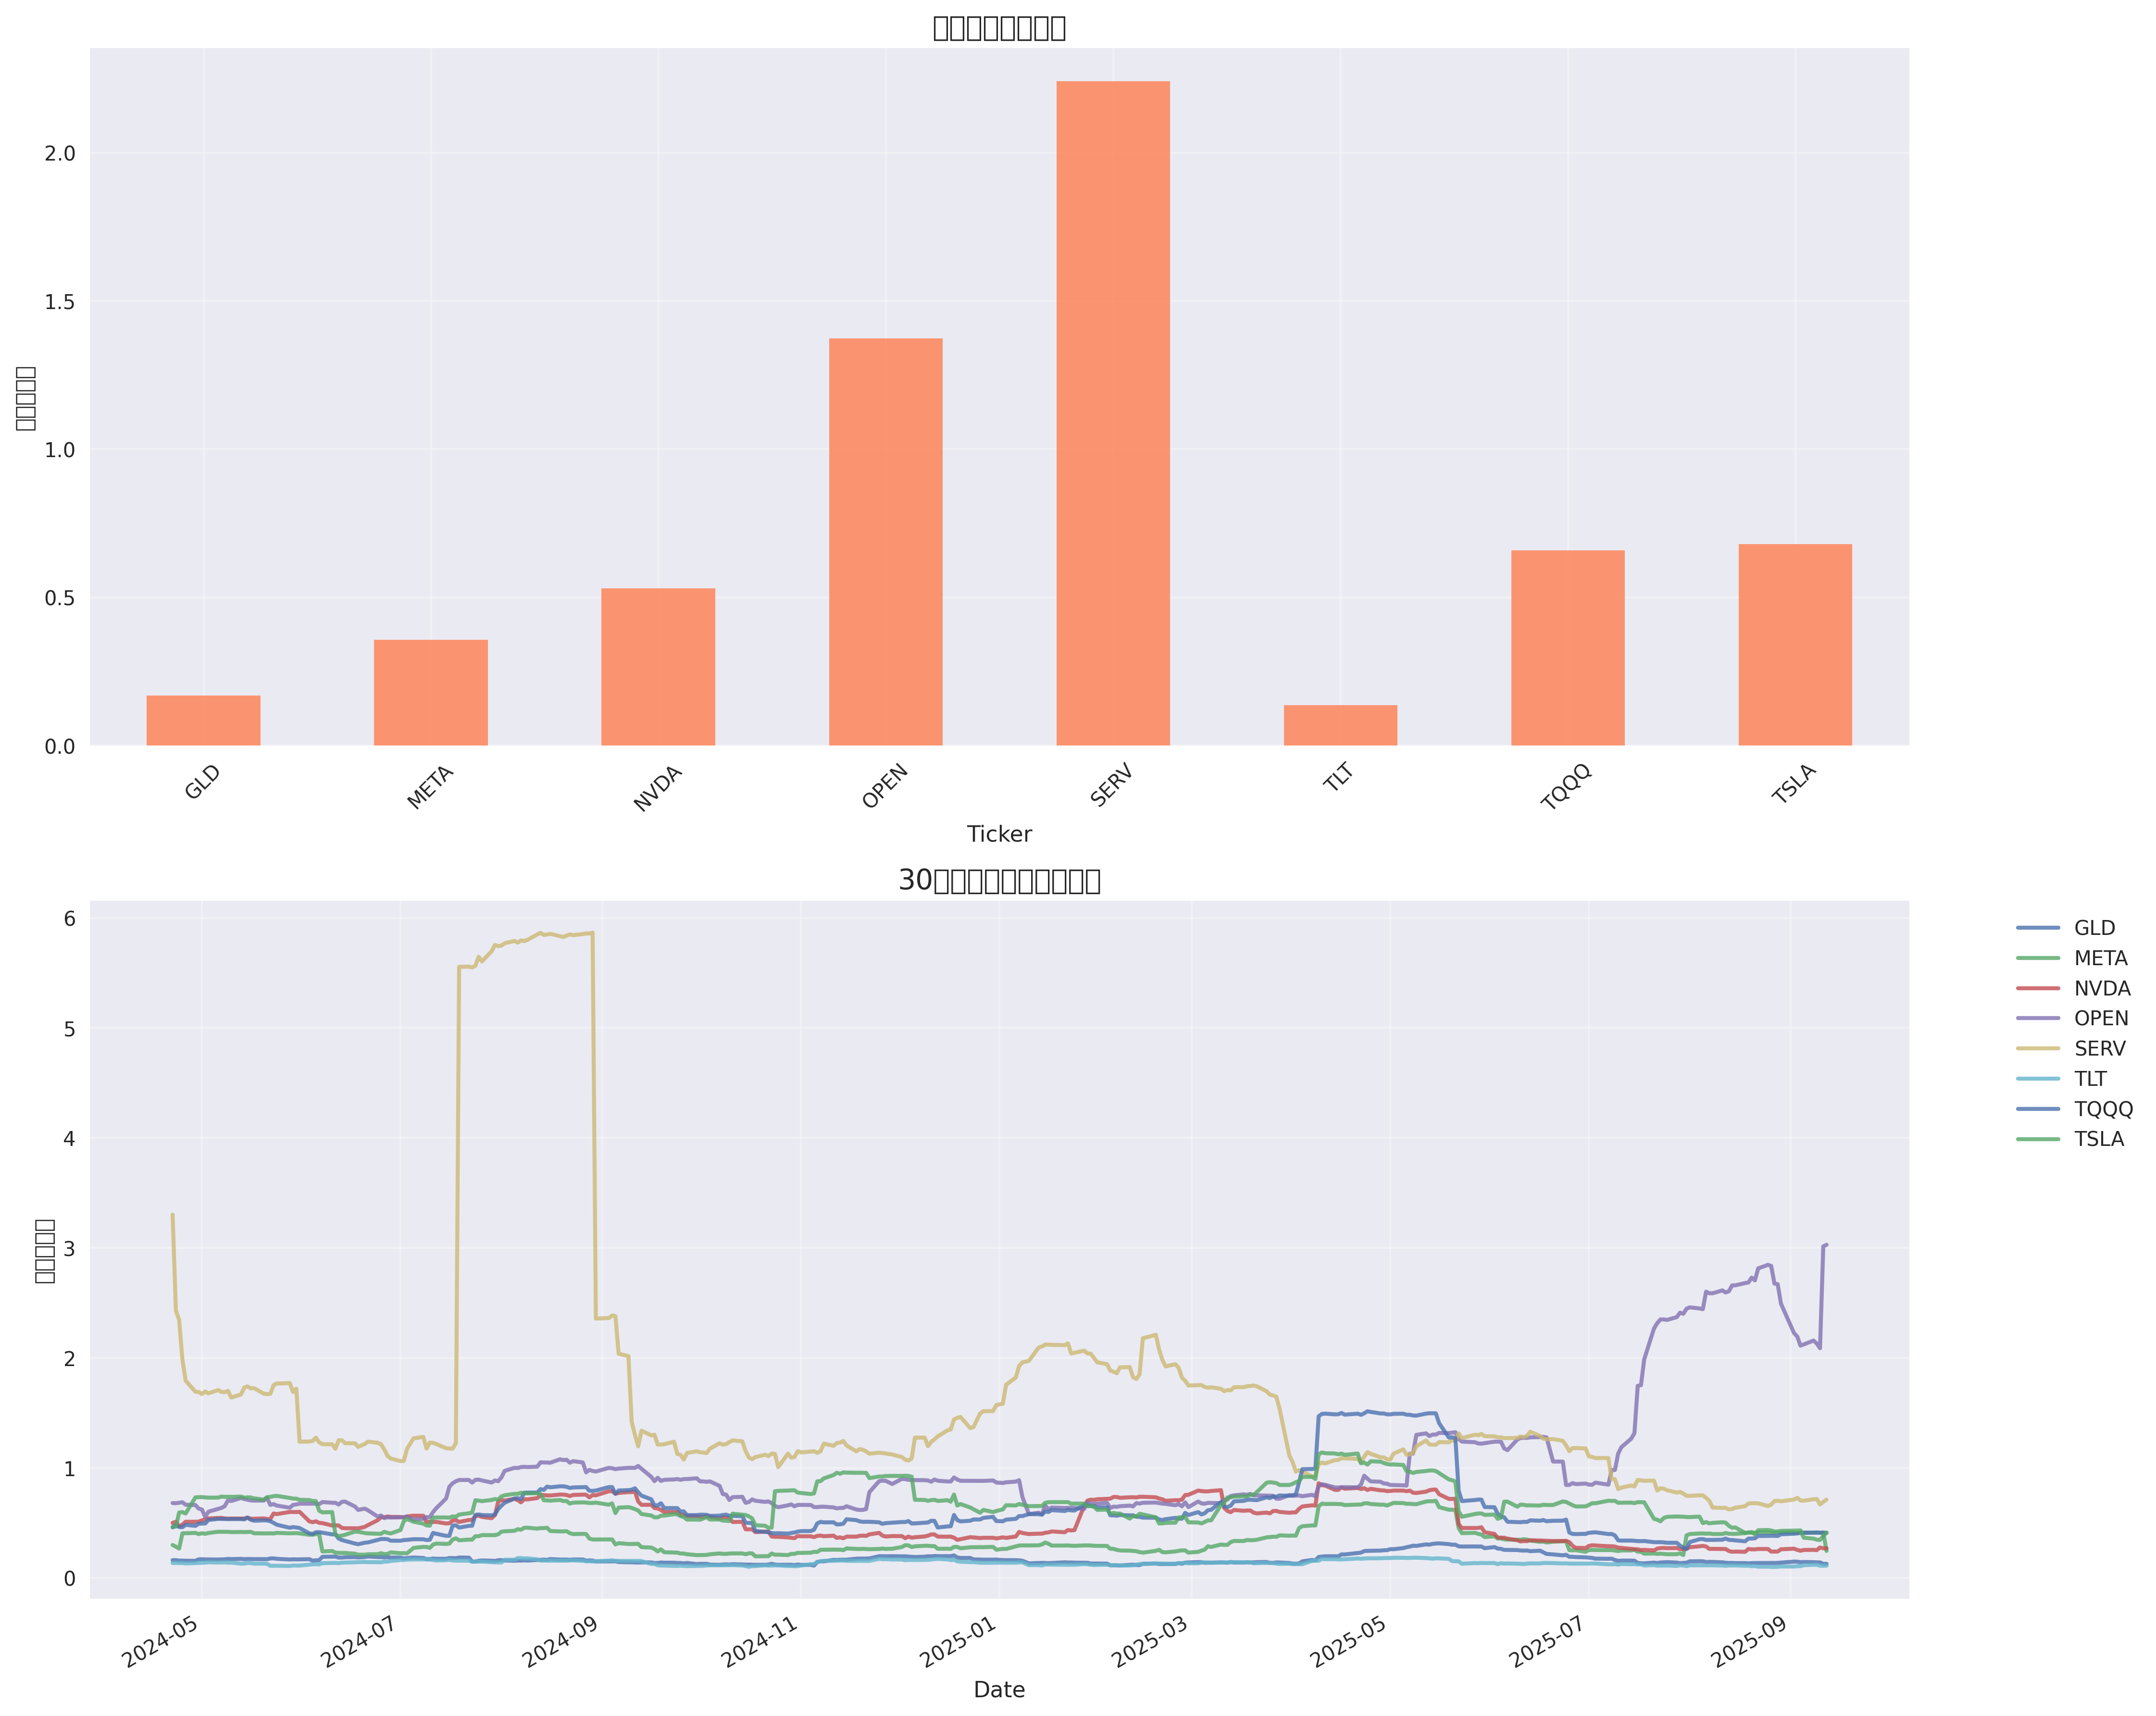 2.0
1.5
1.0
0.5
0.0
GLD
META
NVDA
OPEN
SERV
TLT
TQQQ
TSLA
Ticker
30
6
5
4
3
2
1
0
2024-05
2024-07
2024-09
2024-11
2025-01
2025-03
2025-05
2025-07
2025-09
Date
GLD
META
NVDA
OPEN
SERV
TLT
TQQQ
TSLA